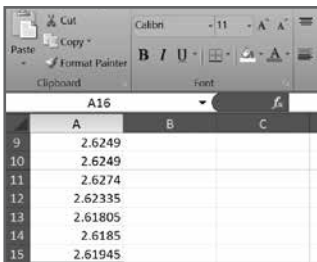 Cut
Calibri 11 A A
Copy
Paste
Format Painter
B I U A
Clipboard Font
A16 fx
A B C
9 2.6249
10 2.6249
11 2.6274
12 2.62335
13 2.61805
14 2.6185
15 2.61945